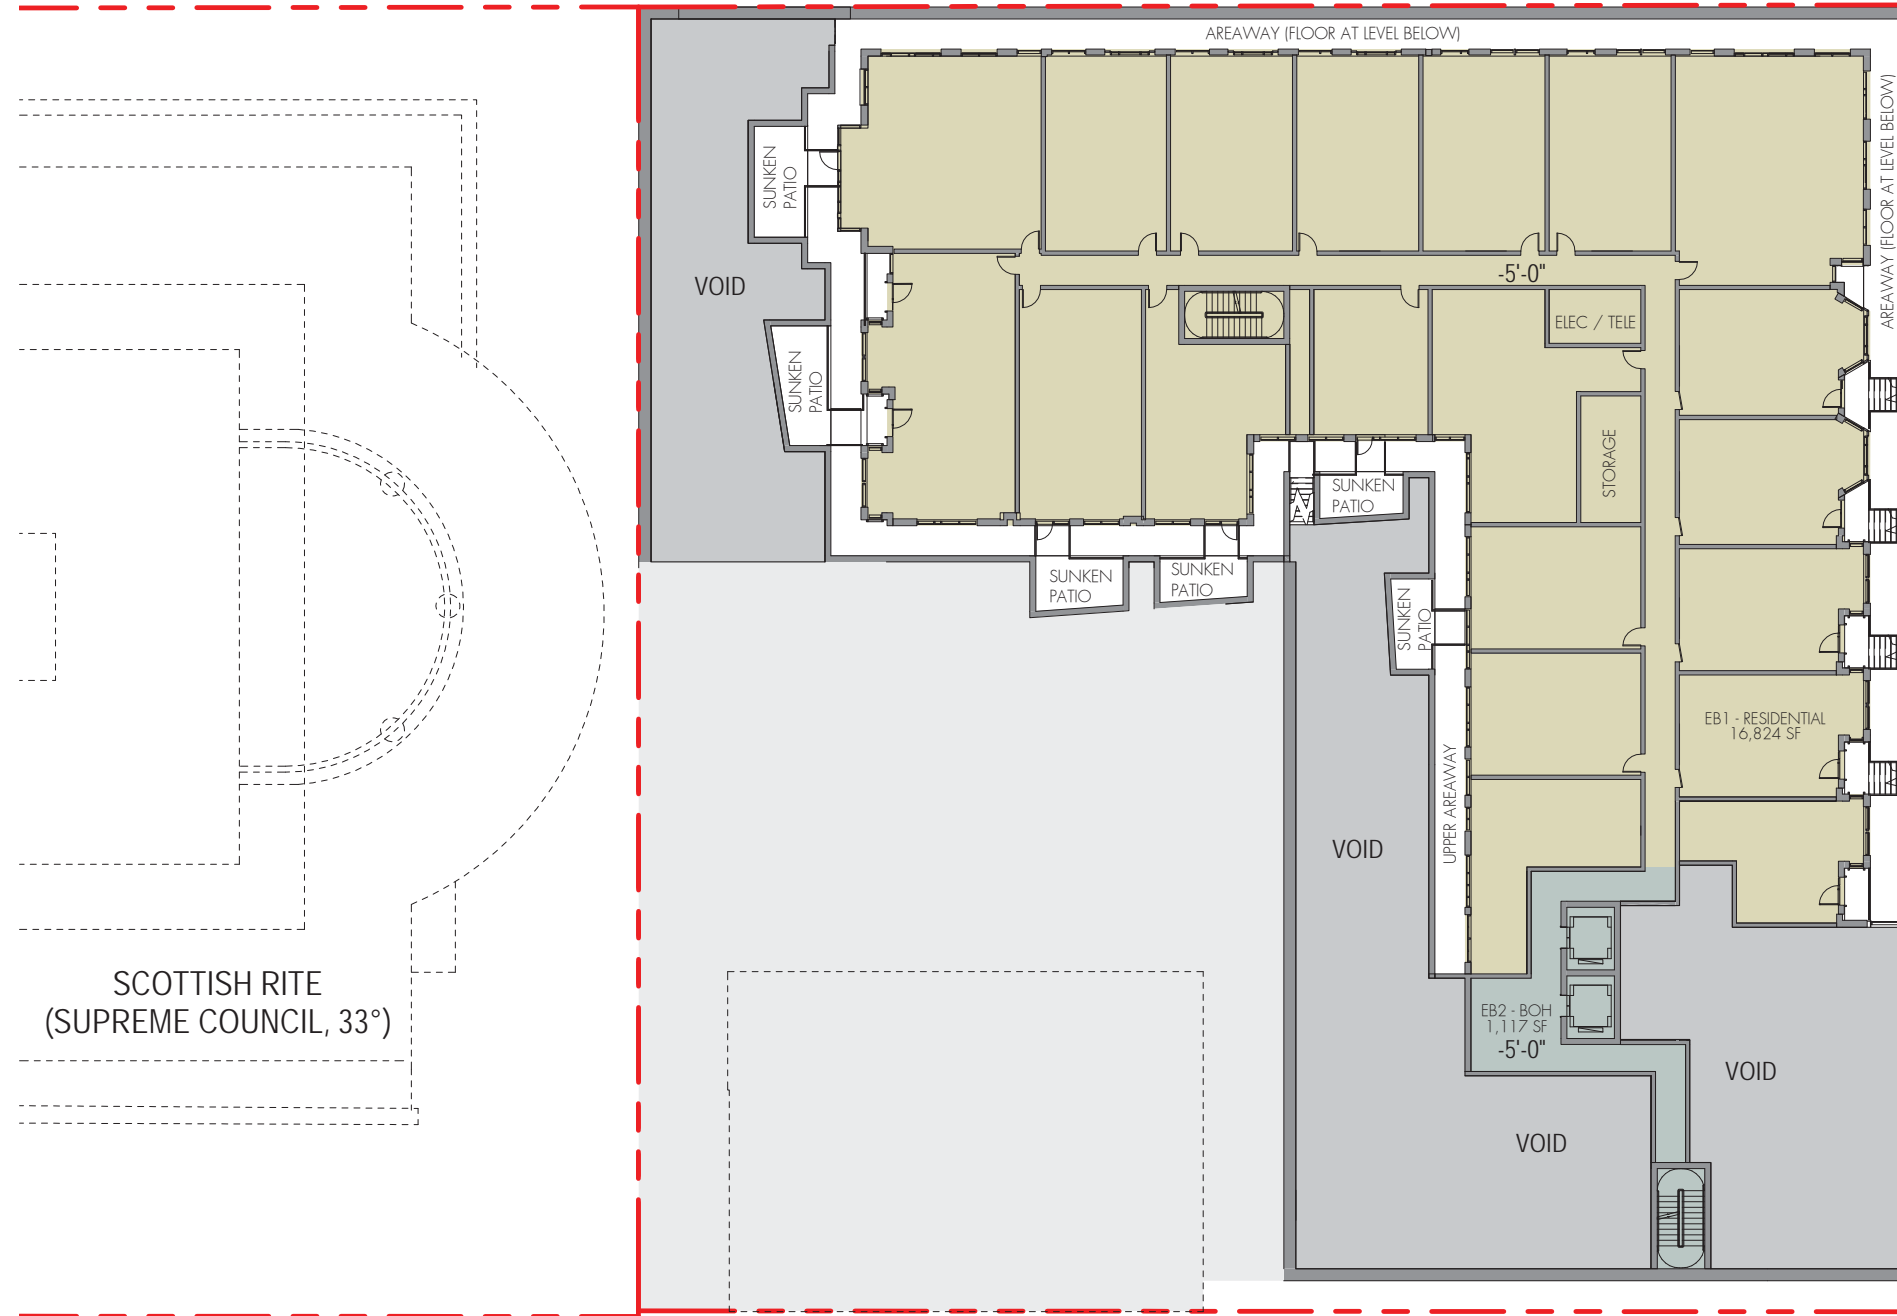 AREAWAY (FLOOR AT LEVEL BELOW)
AREAWAY (FLOOR AT LEVEL BELOW)
SUNKEN
PATIO
VOID
-5'-0"
ELEC / TELE
SUNKEN
PATIO
STORAGE
SUNKEN
PATIO
SUNKEN
PATIO
SUNKEN
PATIO
SUNKEN
PATIO
EB1 - RESIDENTIAL
16,824 SF
UPPER AREAWAY
VOID
SCOTTISH RITE
(SUPREME COUNCIL, 33°)
EB2 - BOH
1,117 SF
-5'-0"
VOID
VOID